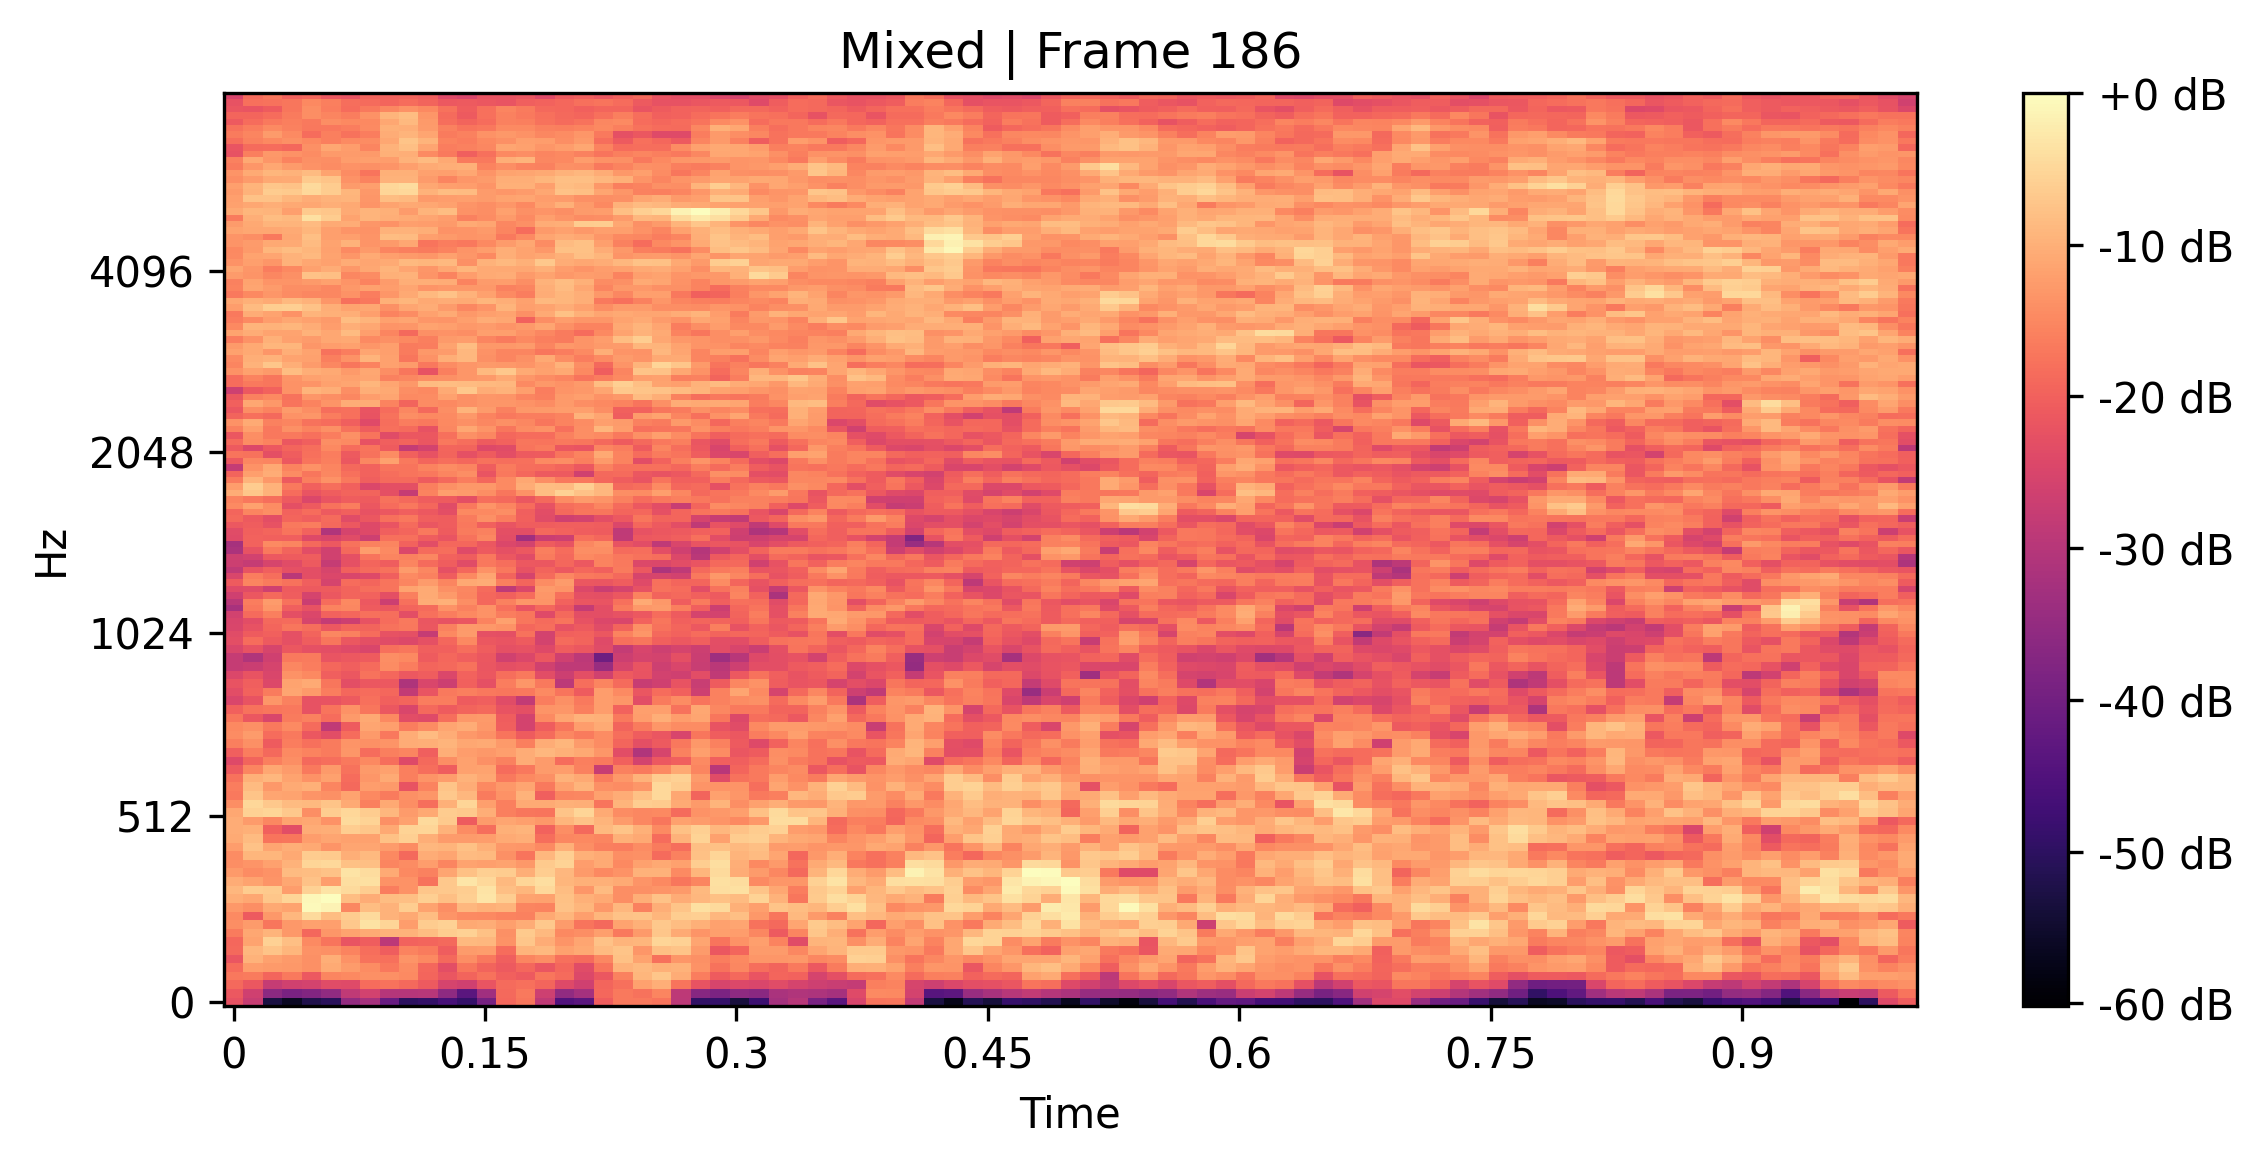 Mixed | Frame 186
Hz
4096
2048
1024
512
0
0 0.15 0.3 0.45 0.6 0.75 0.9
Time
+0 dB
-10 dB
-20 dB
-30 dB
-40 dB
-50 dB
-60 dB